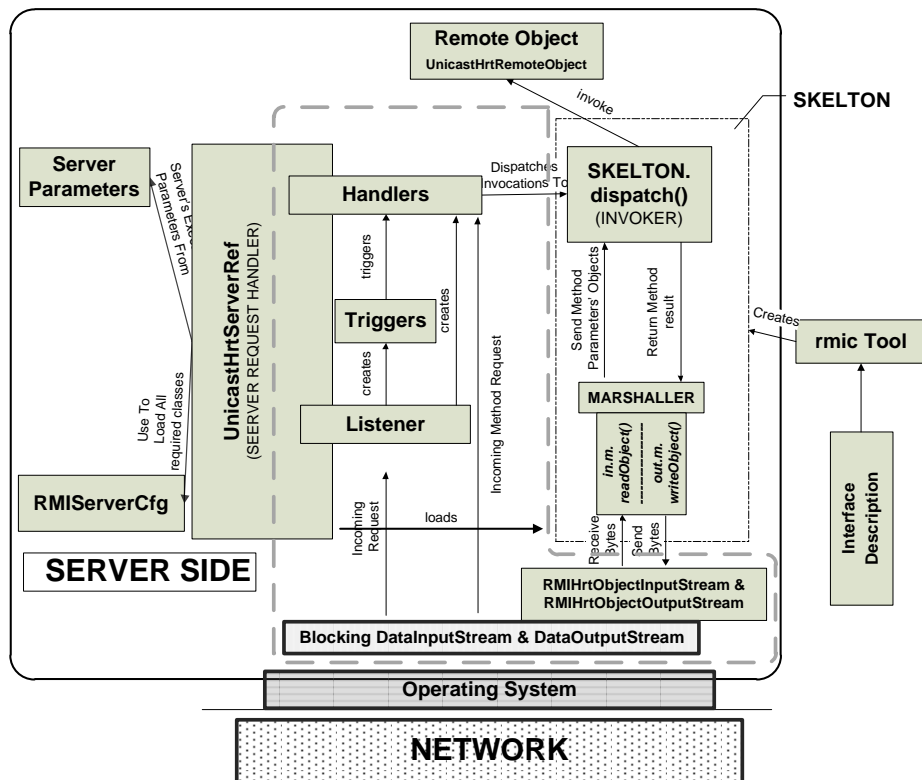 Remote Object
UnicastHrtRemoteObject
invoke
SKELTON
Server
Parameters
Server's Exec
Parameters From
UnicastHrtServerRef
(SEERVER REQUEST HANDLER)
Handlers
Dispatches
Invocations To
SKELTON.
dispatch()
(INVOKER)
triggers
creates
Triggers
creates
Incoming Method Request
Send Method
Parameters' Objects
Return Method
result
Creates
rmic Tool
Use To
Load All
required classes
Listener
MARSHALLER
in.m.
readObject()
--------------
out.m.
writeObject()
RMIServerCfg
Incoming
Request
loads
Receive
Bytes
Send
Bytes
Interface
Description
SERVER SIDE
RMIHrtObjectInputStream &
RMIHrtObjectOutputStream
Blocking DataInputStream & DataOutputStream
Operating System
NETWORK